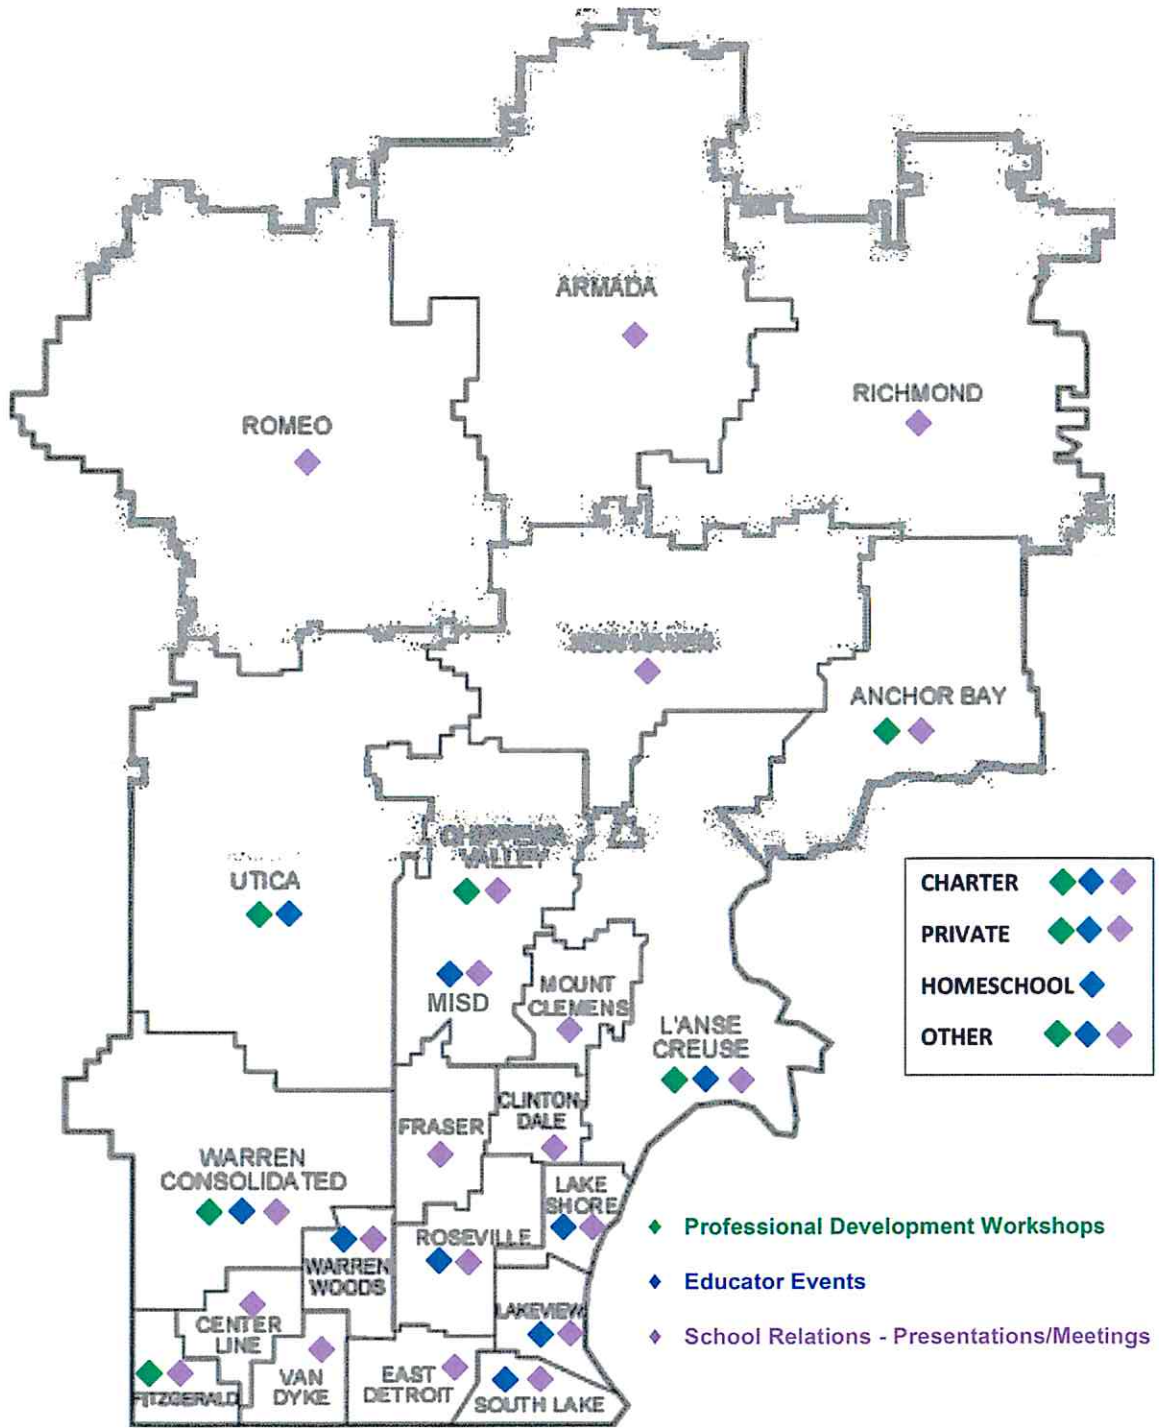 ARMADA
RICHMOND
ROMEO
ANCHOR BAY
VALLEY
UTICA
CHARTER
PRIVATE
HOMESCHOOL
OTHER
MISD
MOUNT
CLEMENS
L'ANSE
CREUSE
CLINTON
DALE
FRASER
WARREN
CONSOLIDATED
LAKE
SHORE
ROSEVILLE
WARREN
WOODS
Professional Development Workshops
Educator Events
School Relations - Presentations/Meetings
LAKEVIEW
CENTER
LINE
VAN
DYKE
EAST
DETROIT
FITZGERALD
SOUTH LAKE